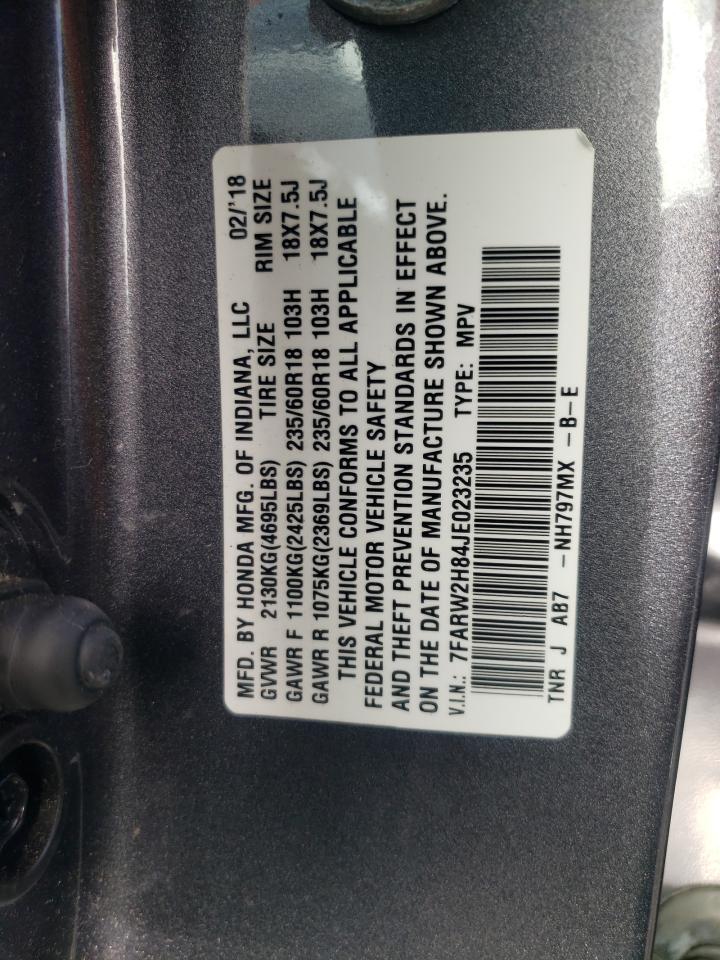 MFD. BY HONDA MFG. OF INDIANA, LLC 02/'18
GVWR 2130KG(4695LBS) TIRE SIZE RIM SIZE
GAWR F 1100KG(2425LBS) 235/60R18 103H 18X7.5J
GAWR R 1075KG(2369LBS) 235/60R18 103H 18X7.5J
THIS VEHICLE CONFORMS TO ALL APPLICABLE
FEDERAL MOTOR VEHICLE SAFETY
AND THEFT PREVENTION STANDARDS IN EFFECT
ON THE DATE OF MANUFACTURE SHOWN ABOVE.
V.I.N.: 7FARW2H84JE023235 TYPE: MPV
TNR J AB7 -NH797MX -B-E